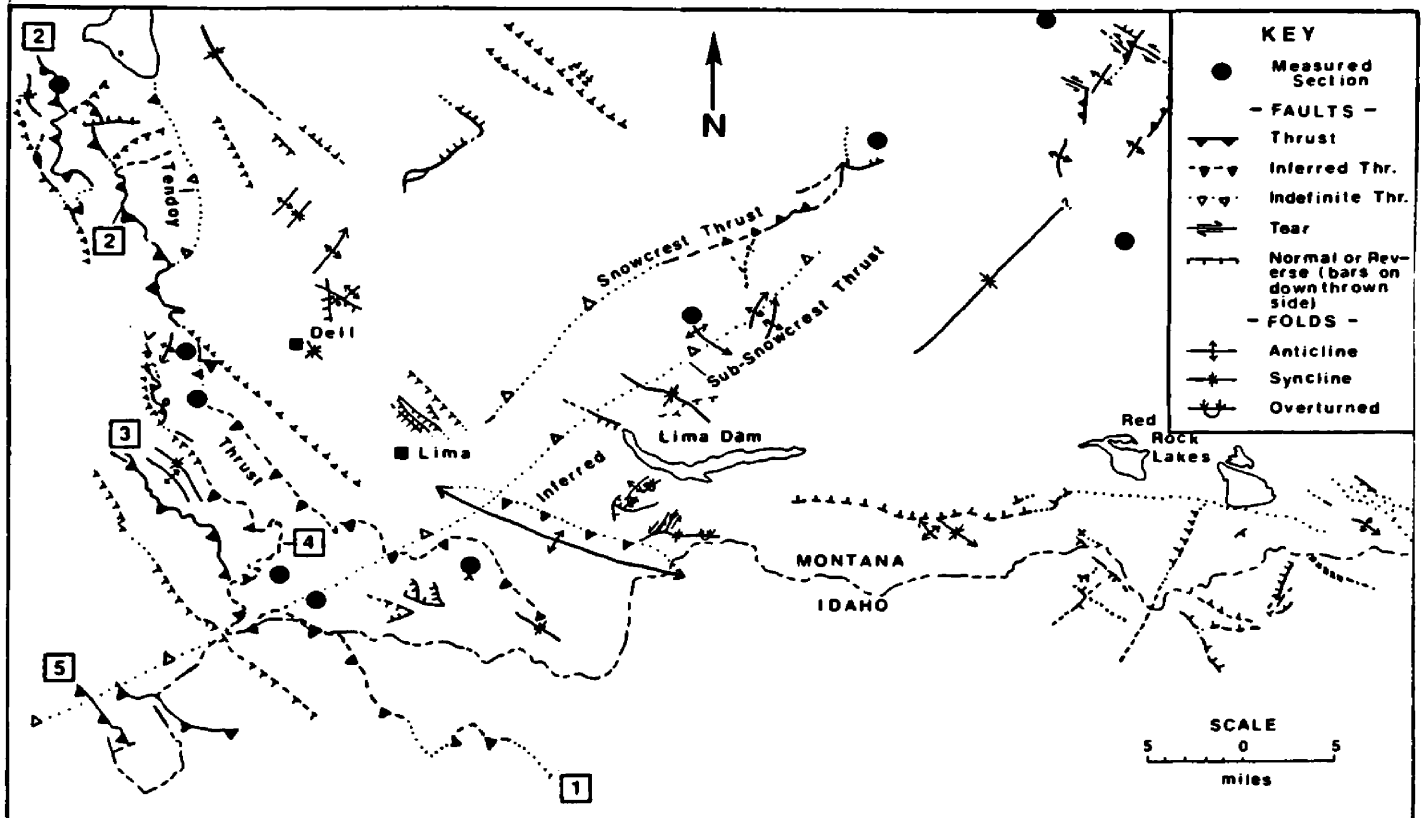 2
2
Tendoy
N
Snowcrest Thrust
Sub-Snowcrest Thrust
Dell
Lima
Lima Dam
Red
Rock
Lakes
3
Thrust
Inferred
4
MONTANA
IDAHO
5
1
KEY
Measured
Section
- FAULTS -
Thrust
Inferred Thr.
Indefinite Thr.
Tear
Normal or Rev-
erse (bars on
down thrown
side)
- FOLDS -
Anticline
Syncline
Overturned
?
SCALE
5 0 5
miles